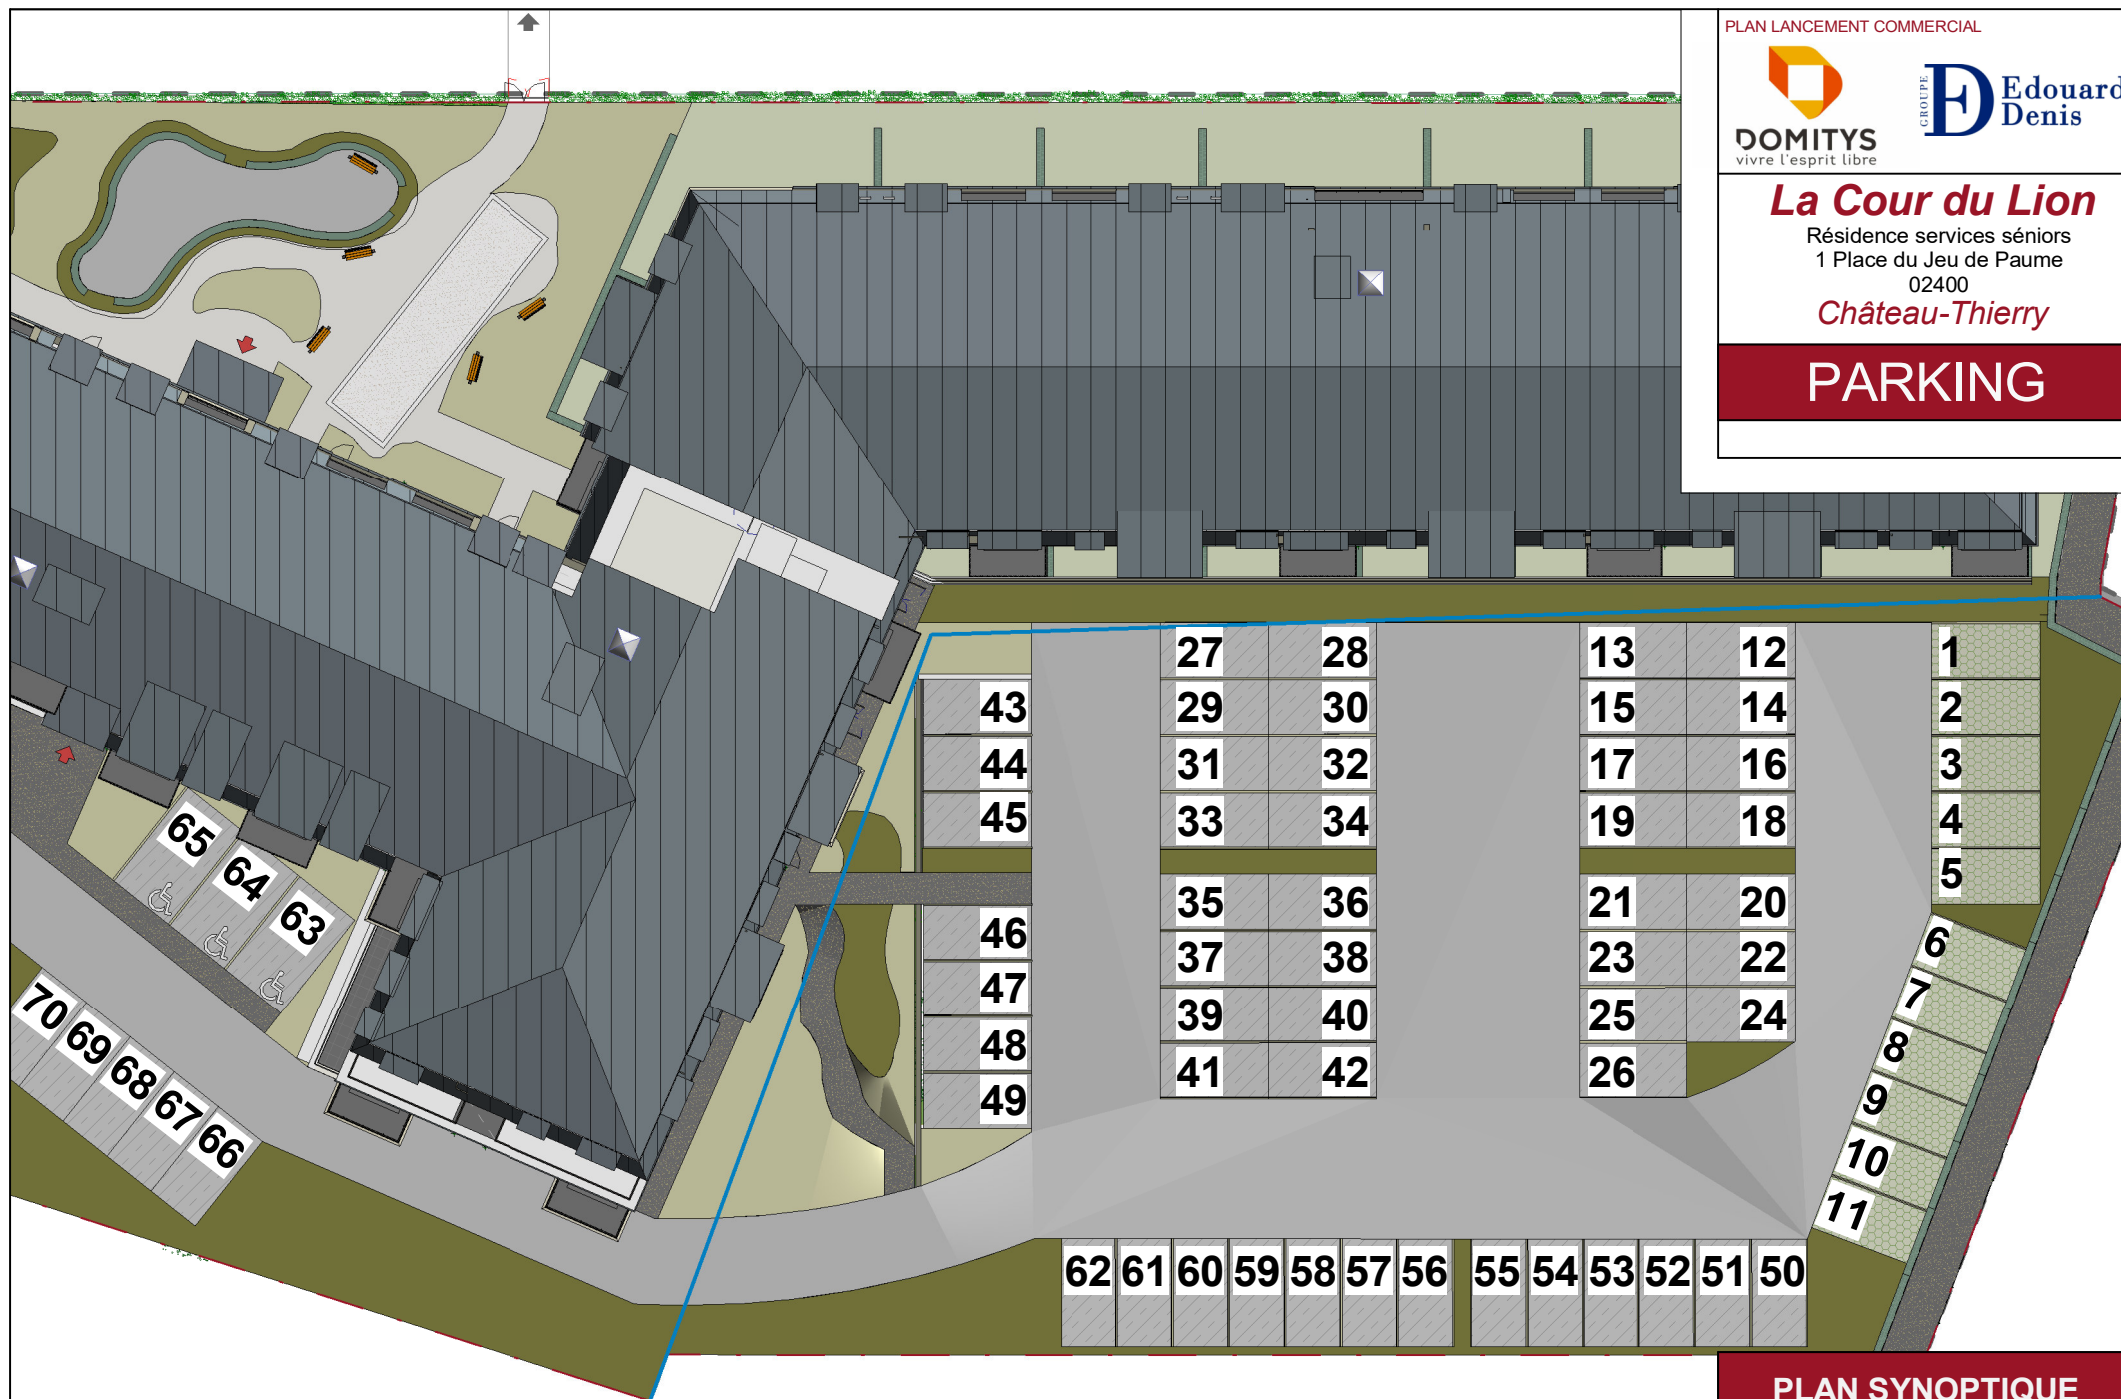 PLAN LANCEMENT COMMERCIAL
DOMITYS
vivre l'esprit libre
GROUPE
Edouard
Denis
La Cour du Lion
Résidence services séniors
1 Place du Jeu de Paume
02400
Château-Thierry
PARKING
27 28 13 12 1
43 29 30 15 14 2
44 31 32 17 16 3
45 33 34 19 18 4
65 64 63
5
35 36 21 20
46 37 38 23 22 6
47 39 40 25 24 7
48 41 42 26 8
49 9
70 69 68 67 66
10
11
62 61 60 59 58 57 56 55 54 53 52 51 50
PLAN SYNOPTIQUE